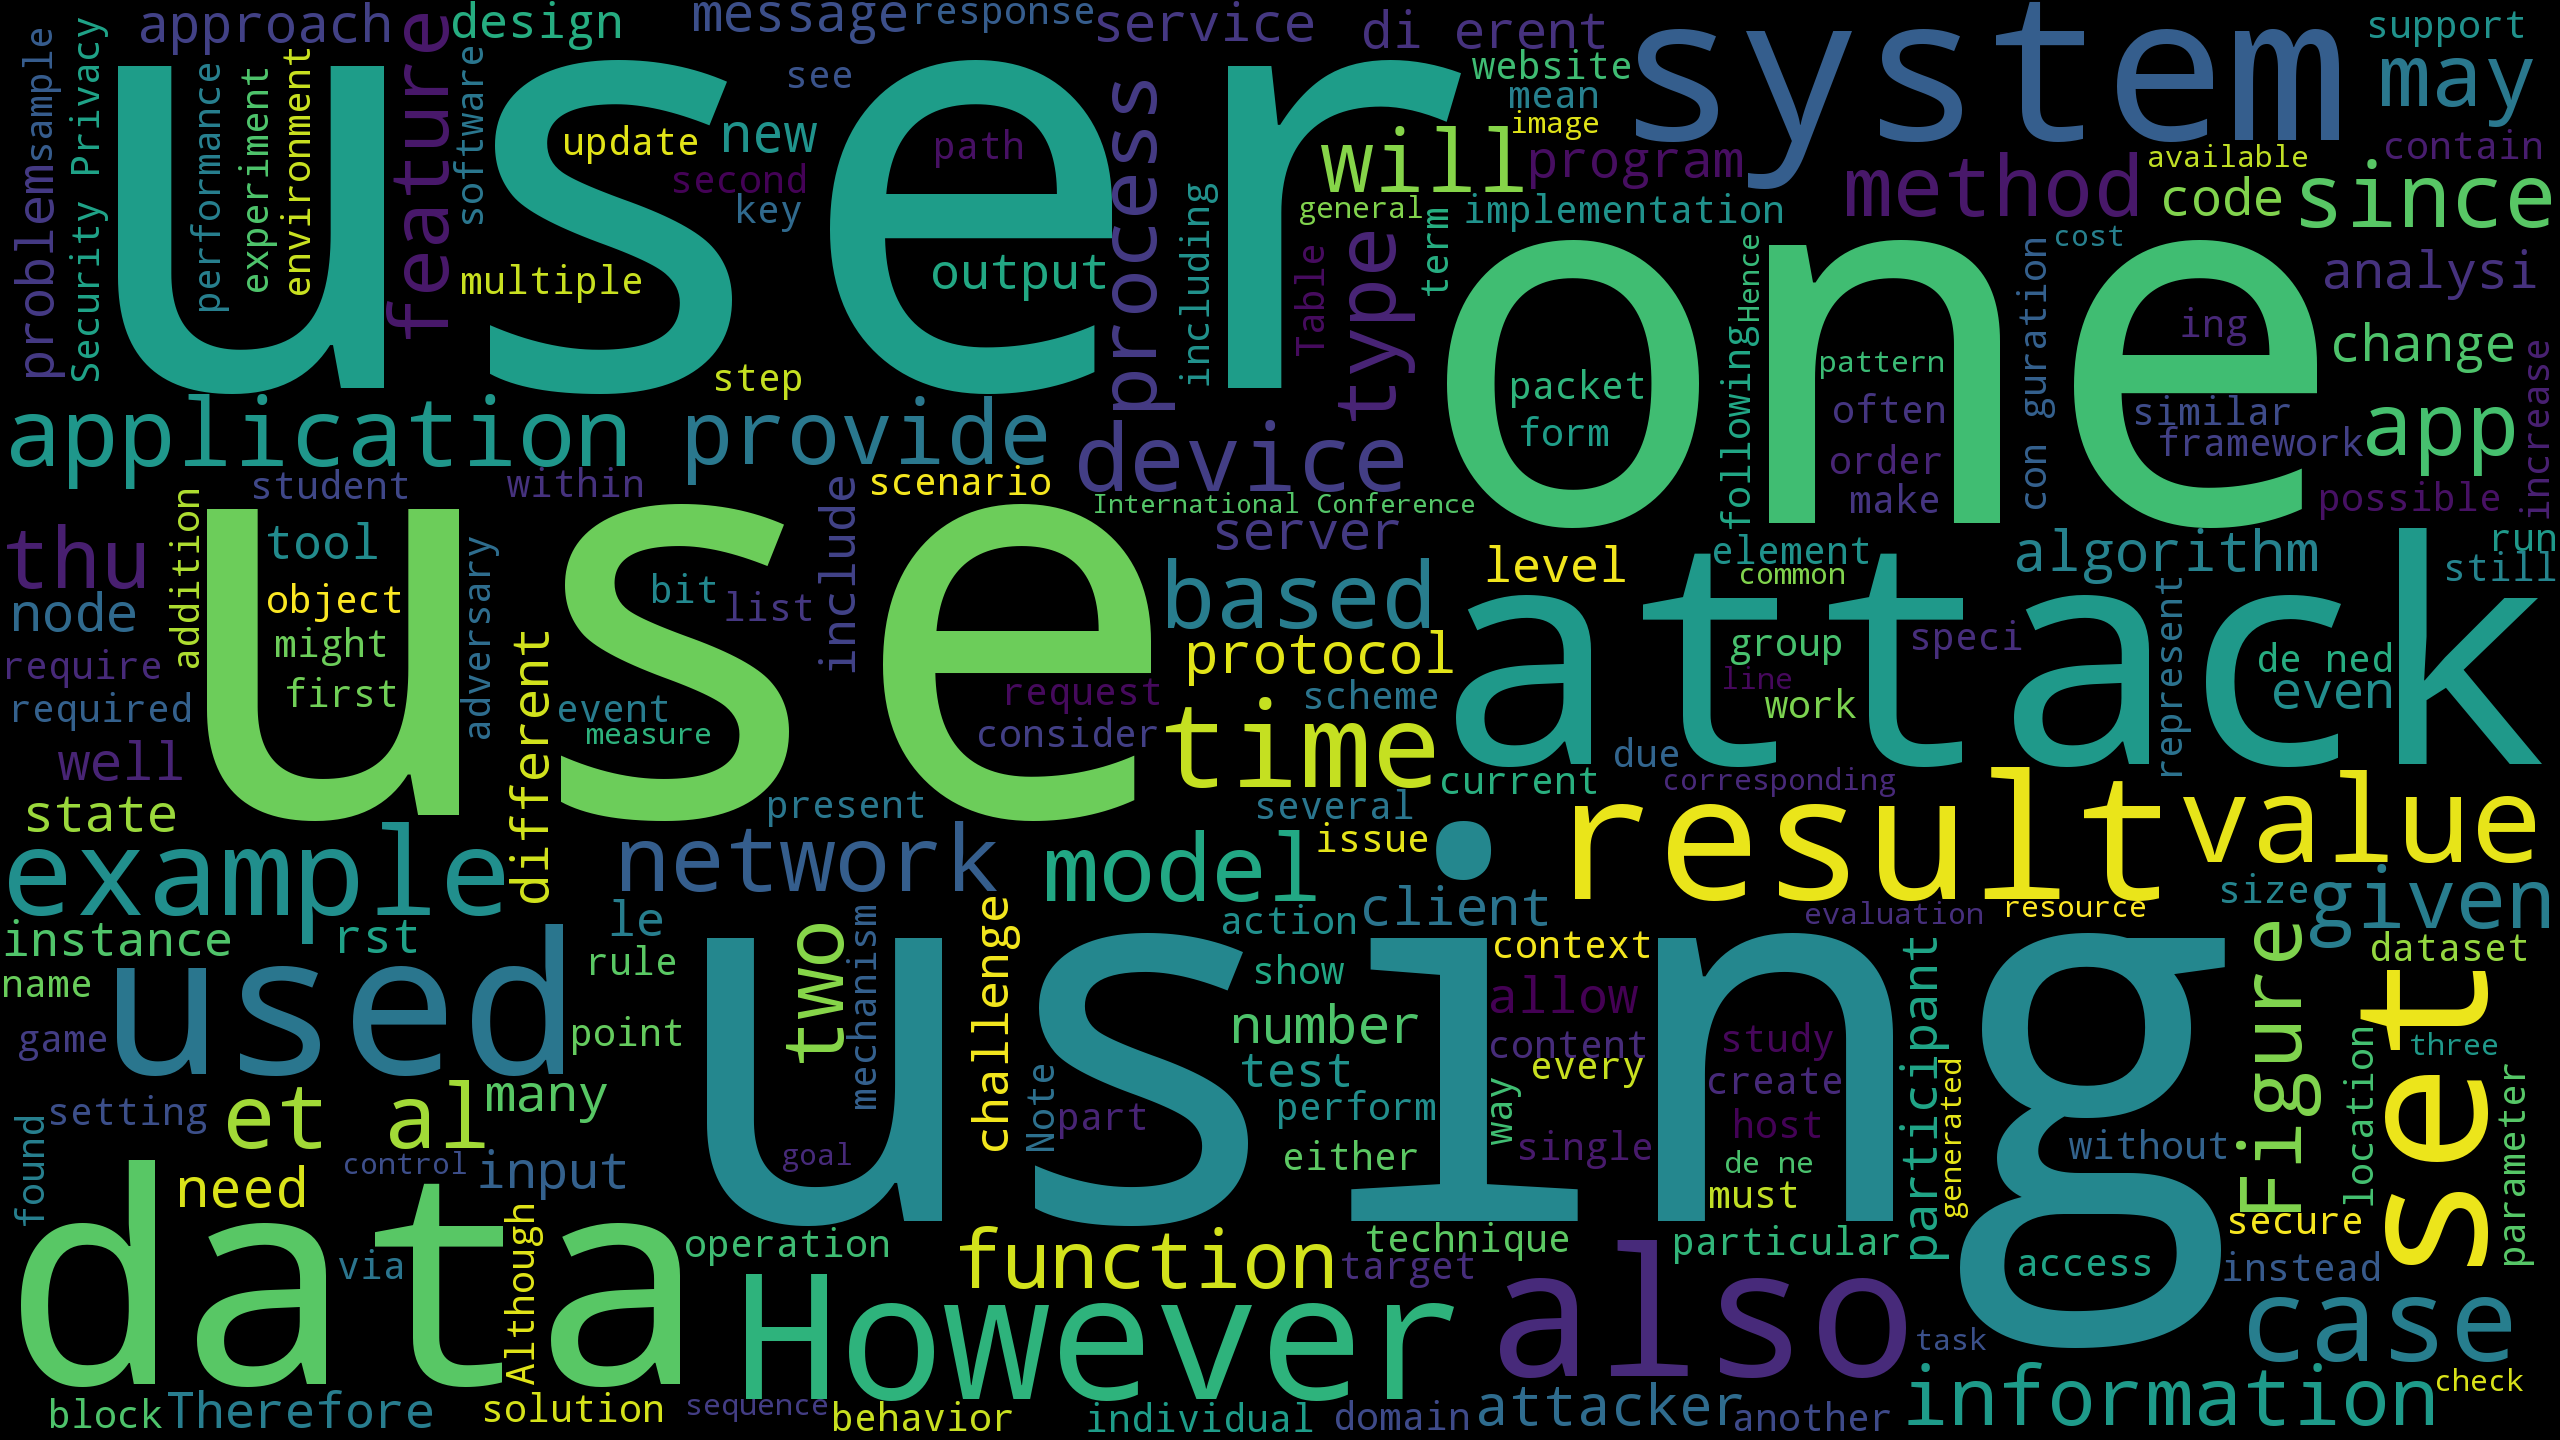 approach
design
message
response
service
di erent
system
support
may
problem
sample
Security Privacy
performance
experiment
environment
feature
software
user
update
new
see
second
key
path
multiple
output
step
process
including
website
mean
image
will
program
general
implementation
term
type
Table
method
available
code
contain
since
one
Hence
following
pattern
often
order
make
packet
form
cost
con guration
analysi
ing
change
similar
framework
app
possible
increase
application
provide
device
student
within
scenario
International Conference
server
include
thu
node
addition
require
required
well
tool
object
might
first
use
adversary
different
bit
list
event
measure
request
consider
based
protocol
scheme
time
level
element
common
algorithm
run
still
attack
group
line
work
speci
represent
de ned
even
due
corresponding
current
several
issue
present
state
example
network
model
result
value
instance
rst
le
rule
name
used
game
point
two
mechanism
challenge
action
client
evaluation
resource
size
given
context
show
allow
number
content
every
test
perform
either
way
single
study
create
host
de ne
must
participant
generated
using
Figure
dataset
set
three
location
parameter
without
setting
found
et al
many
need
control
input
goal
Note
part
data
via
Although
operation
function
technique
target
particular
access
secure
instead
However
also
case
task
information
check
block
Therefore
solution
sequence
behavior
individual
domain
attacker
another